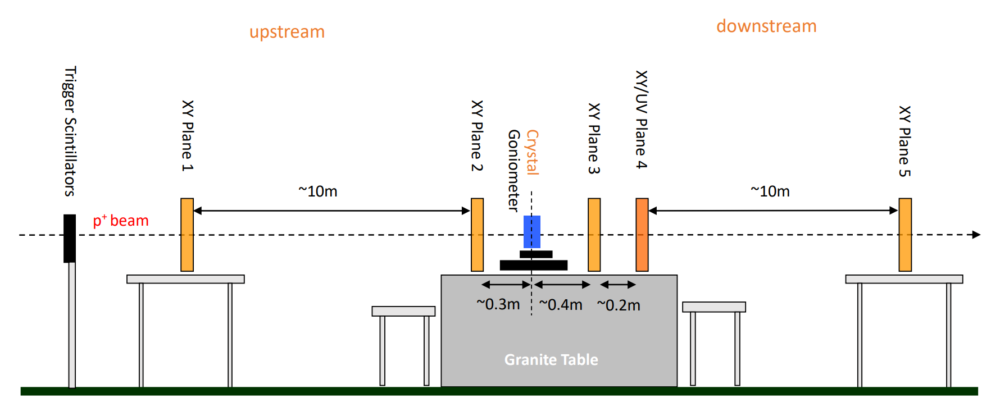 upstream
downstream
Trigger Scintillators
XY Plane 1
XY Plane 2
Goniometer
Crystal
XY Plane 3
XY/UV Plane 4
XY Plane 5
~10m
~10m
p⁺ beam
~0.3m
~0.4m
~0.2m
Granite Table